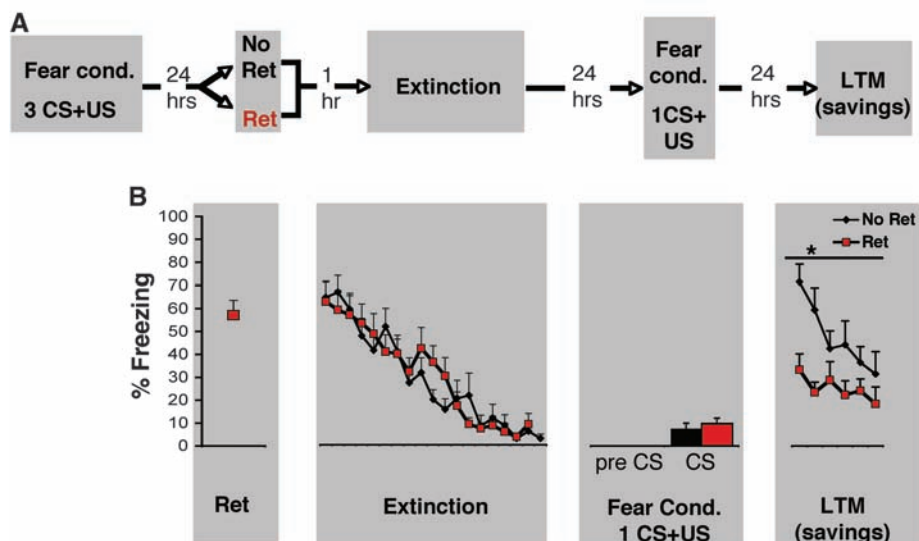 A
Fear cond.
3 CS+US
24
hrs
No
Ret
Ret
1
hr
Extinction
24
hrs
Fear
cond.
1CS+
US
24
hrs
LTM
(savings)
B
% Freezing
100
90
80
70
60
50
40
30
20
10
0
Ret
Extinction
pre CS CS
Fear Cond.
1 CS+US
No Ret
Ret
*
LTM
(savings)